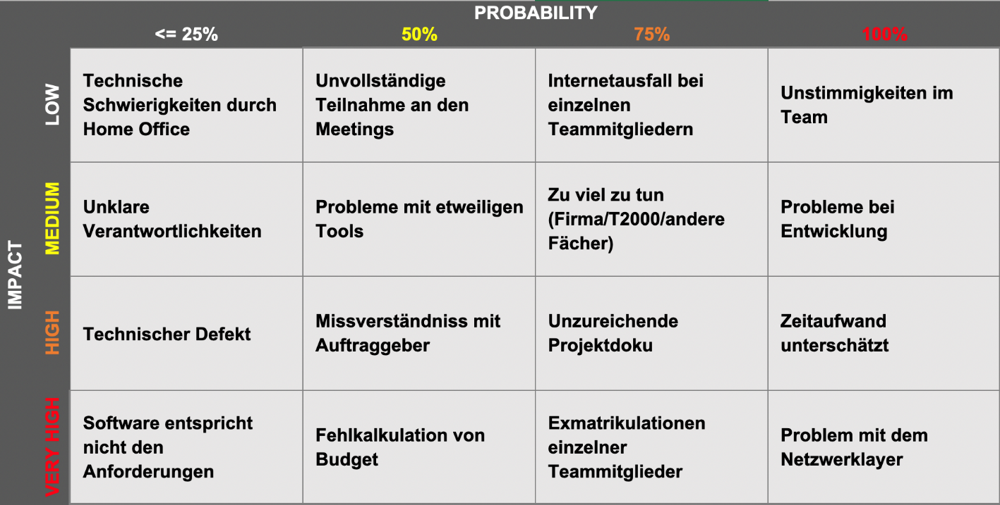 PROBABILITY
<= 25%
50%
75%
100%
IMPACT
LOW
Technische
Schwierigkeiten durch
Home Office
Unvollständige
Teilnahme an den
Meetings
Internetausfall bei
einzelnen
Teammitgliedern
Unstimmigkeiten im
Team
MEDIUM
Unklare
Verantwortlichkeiten
Probleme mit etweiligen
Tools
Zu viel zu tun
(Firma/T2000/andere
Fächer)
Probleme bei
Entwicklung
HIGH
Technischer Defekt
Missverständniss mit
Auftraggeber
Unzureichende
Projektdoku
Zeitaufwand
unterschätzt
VERY HIGH
Software entspricht
nicht den
Anforderungen
Fehlkalkulation von
Budget
Exmatrikulationen
einzelner
Teammitglieder
Problem mit dem
Netzwerklayer